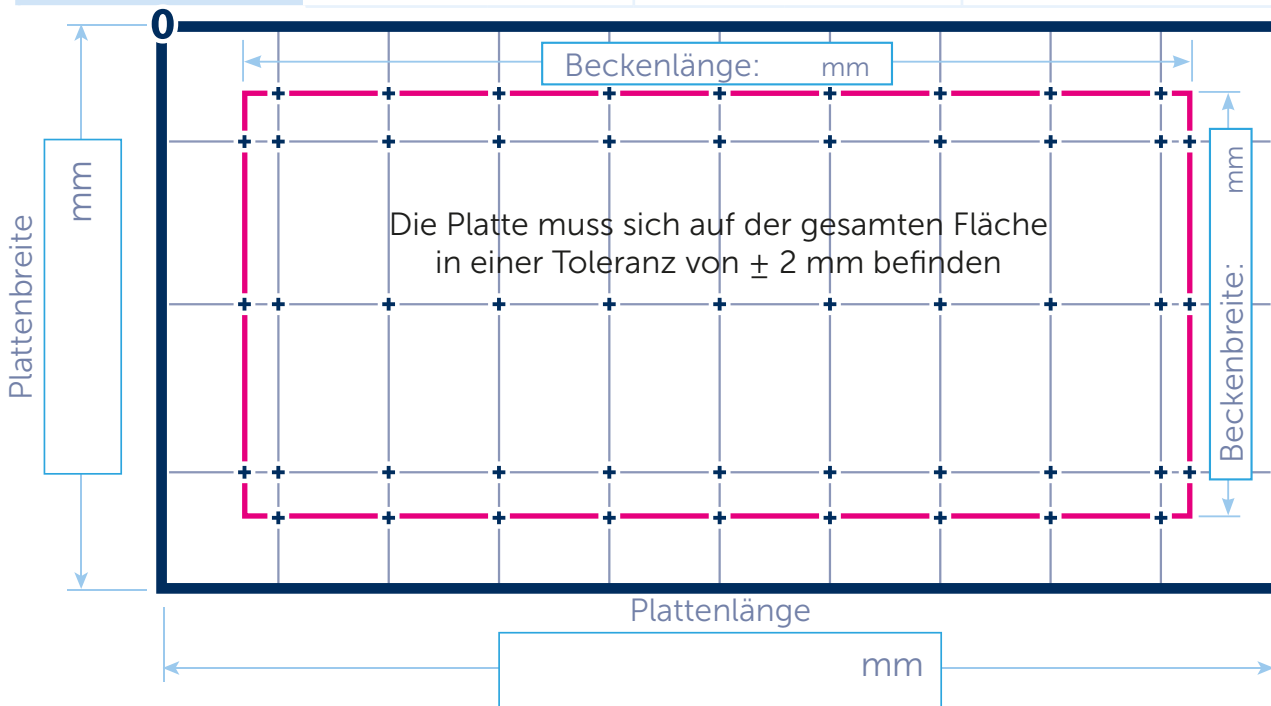 0
Beckenlänge: mm
Plattenbreite
mm
Beckenbreite: mm
Die Platte muss sich auf der gesamten Fläche
in einer Toleranz von ± 2 mm befinden
Plattenlänge
mm